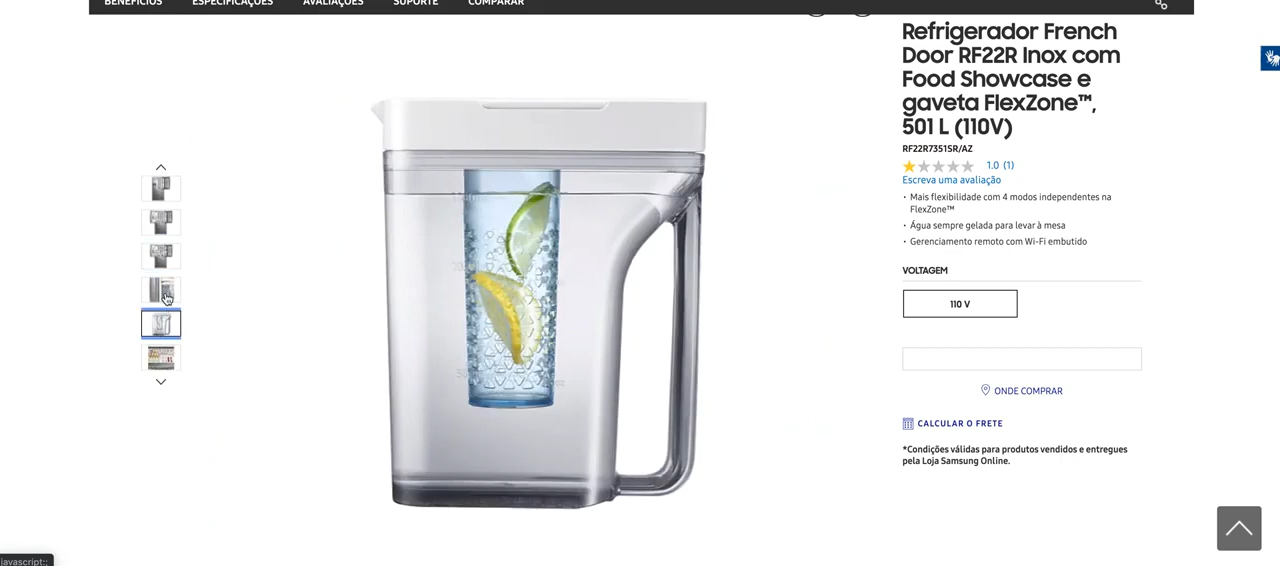 BENEFÍCIOS ESPECIFICAÇÕES AVALIAÇÕES SUPORTE COMPARAR
Refrigerador French
Door RF22R Inox com
Food Showcase e
gaveta FlexZone™,
501 L (110V)
RF22R7351SR/AZ
1.0 (1)
Escreva uma avaliação
• Mais flexibilidade com 4 modos independentes na
FlexZone™
• Água sempre gelada para levar à mesa
• Gerenciamento remoto com Wi-Fi embutido
VOLTAGEM
110 V
ONDE COMPRAR
CALCULAR O FRETE
*Condições válidas para produtos vendidos e entregues
pela Loja Samsung Online.
javascript:;